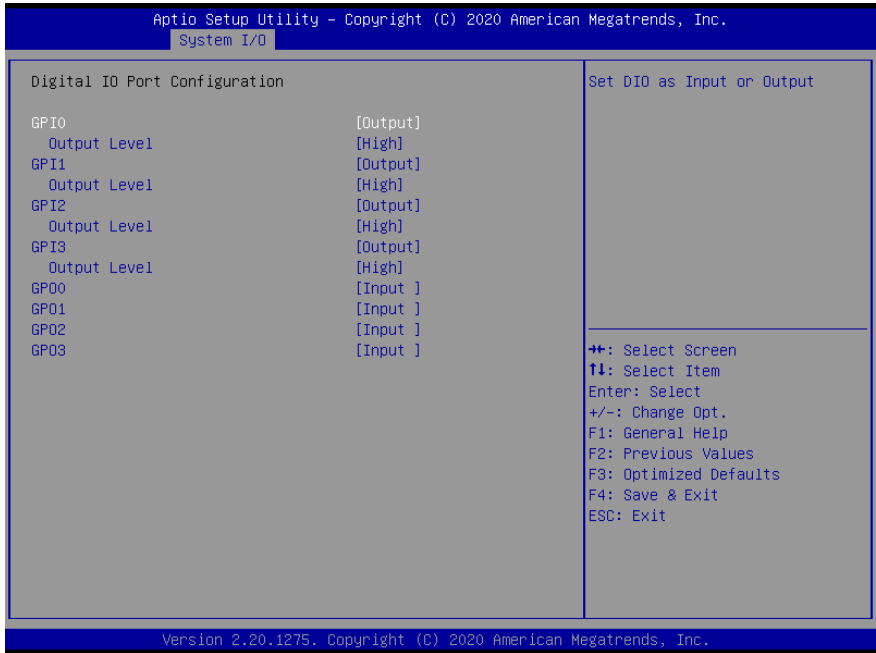 Aptio Setup Utility – Copyright (C) 2020 American Megatrends, Inc.
System I/O
Digital IO Port Configuration
GPI0 [Output]
Output Level [High]
GPI1 [Output]
Output Level [High]
GPI2 [Output]
Output Level [High]
GPI3 [Output]
Output Level [High]
GPO0 [Input ]
GPO1 [Input ]
GPO2 [Input ]
GPO3 [Input ]
Set DIO as Input or Output
→←: Select Screen
↑↓: Select Item
Enter: Select
+/-: Change Opt.
F1: General Help
F2: Previous Values
F3: Optimized Defaults
F4: Save & Exit
ESC: Exit
Version 2.20.1275. Copyright (C) 2020 American Megatrends, Inc.